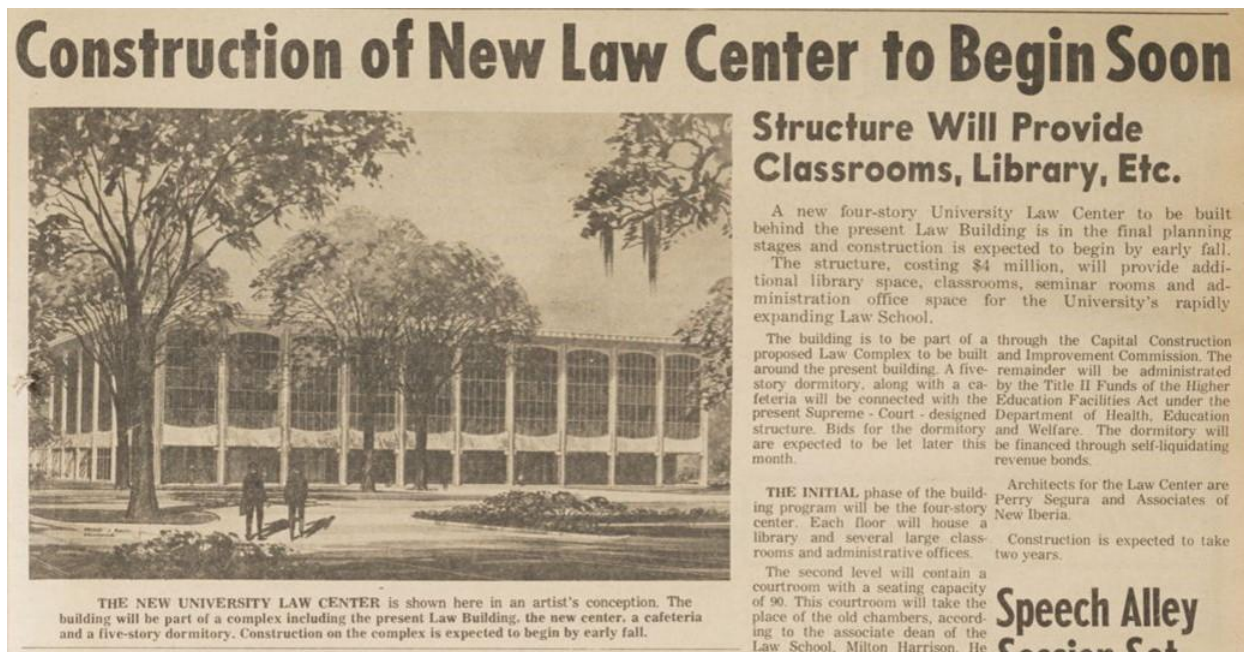 Construction of New Law Center to Begin Soon
Structure Will Provide
Classrooms, Library, Etc.
A new four-story University Law Center to be built
behind the present Law Building is in the final planning
stages and construction is expected to begin by early fall.
The structure, costing $4 million, will provide addi-
tional library space, classrooms, seminar rooms and ad-
ministration office space for the University's rapidly
expanding Law School.
The building is to be part of a
proposed Law Complex to be built
around the present building. A five-
story dormitory, along with a ca-
feteria will be connected with the
present Supreme - Court - designed
structure. Bids for the dormitory
are expected to be let later this
month.
THE INITIAL phase of the build-
ing program will be the four-story
center. Each floor will house a
library and several large class-
rooms and administrative offices.
The second level will contain a
courtroom with a seating capacity
of 90. This courtroom will take the
place of the old chambers, accord-
ing to the associate dean of the
Law School, Milton Harrison. He
through the Capital Construction
and Improvement Commission. The
remainder will be administrated
by the Title II Funds of the Higher
Education Facilities Act under the
Department of Health, Education
and Welfare. The dormitory will
be financed through self-liquidating
revenue bonds.
Architects for the Law Center are
Perry Segura and Associates of
New Iberia.
Construction is expected to take
two years.
Speech Alley
Session Set
THE NEW UNIVERSITY LAW CENTER is shown here in an artist's conception. The
building will be part of a complex including the present Law Building, the new center, a cafeteria
and a five-story dormitory. Construction on the complex is expected to begin by early fall.